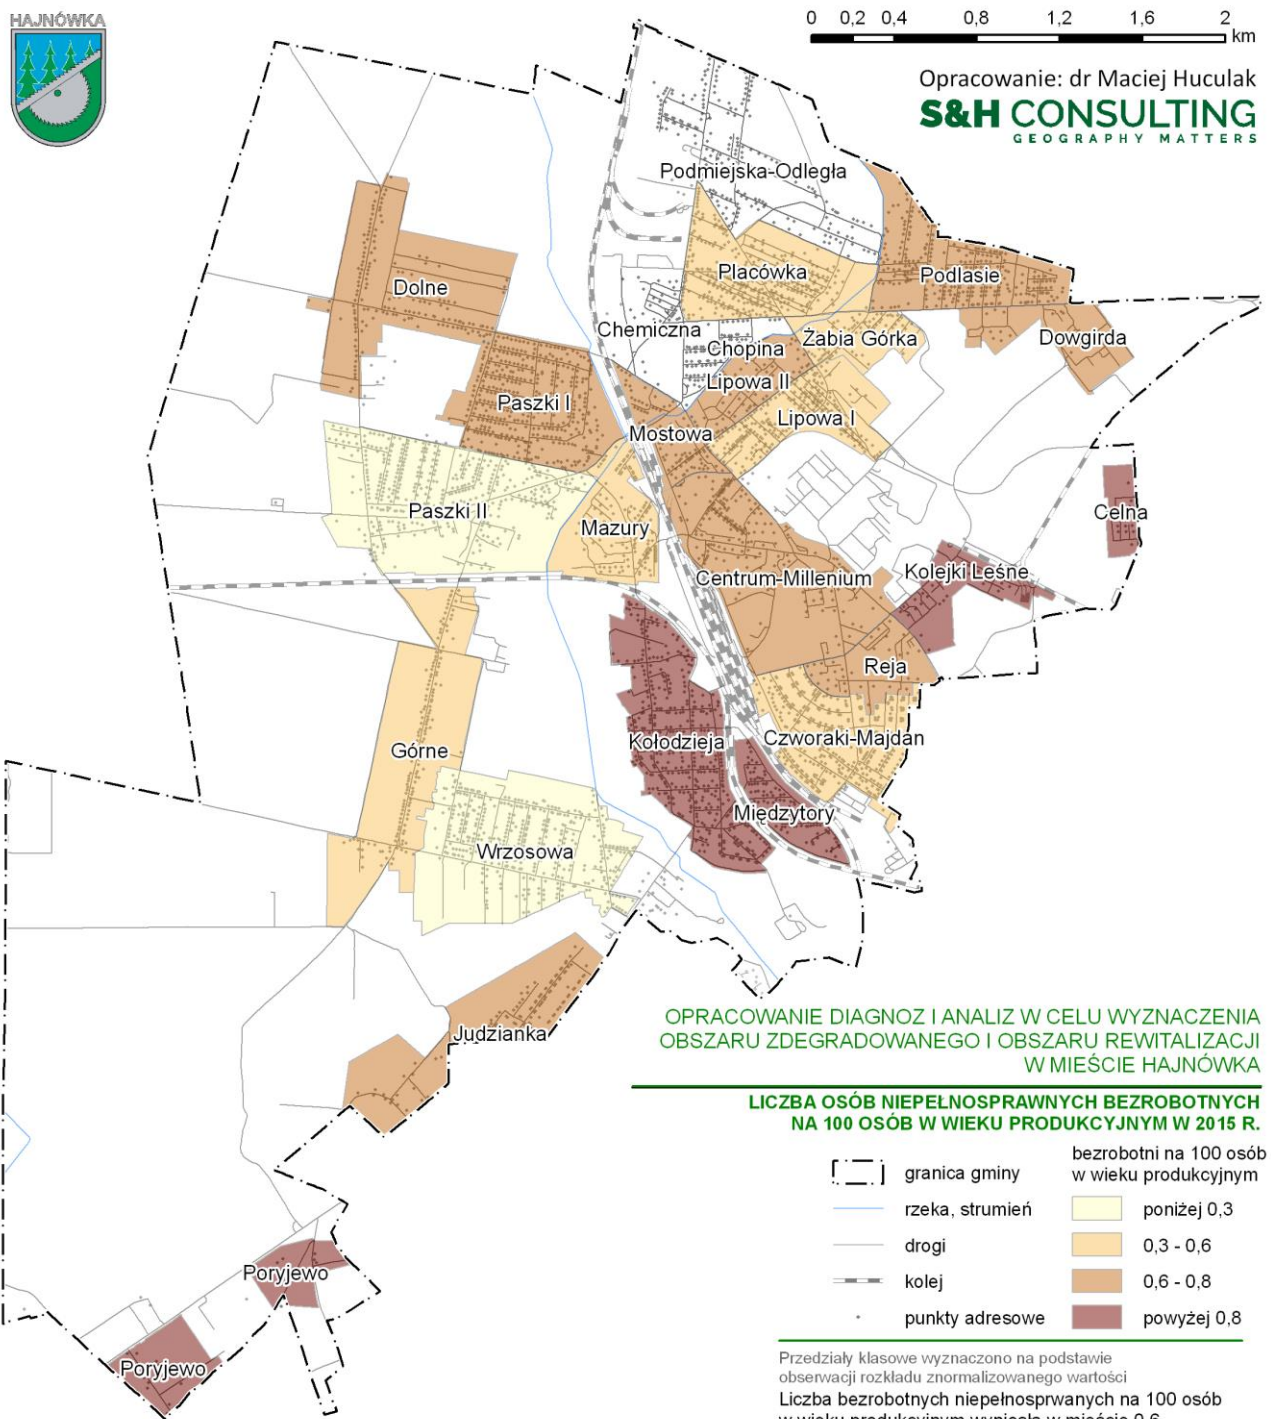 HAJNÓWKA
0 0,2 0,4 0,8 1,2 1,6 2
km
Opracowanie: dr Maciej Huculak
S&H CONSULTING
GEOGRAPHY MATTERS
Podmiejska-Odległa
Placówka
Podlasie
Dolne
Chemiczna
Chopina
Żabia Górka
Dowgirda
Lipowa II
Paszki I
Lipowa I
Mostowa
Paszki II
Mazury
Celna
Centrum-Millenium
Kolejki Leśne
Reja
Górne
Kołodzieja
Czworaki-Majdan
Międzytory
Wrzosowa
Judzianka
Poryjewo
Poryjewo
OPRACOWANIE DIAGNOZ I ANALIZ W CELU WYZNACZENIA
OBSZARU ZDEGRADOWANEGO I OBSZARU REWITALIZACJI
W MIEŚCIE HAJNÓWKA
LICZBA OSÓB NIEPEŁNOSPRAWNYCH BEZROBOTNYCH
NA 100 OSÓB W WIEKU PRODUKCYJNYM W 2015 R.
granica gminy
rzeka, strumień
drogi
kolej
punkty adresowe
bezrobotni na 100 osób
w wieku produkcyjnym
poniżej 0,3
0,3 - 0,6
0,6 - 0,8
powyżej 0,8
Przedziały klasowe wyznaczono na podstawie
obserwacji rozkładu znormalizowanego wartości
Liczba bezrobotnych niepełnosprwanych na 100 osób
w wieku produkcyjnym wyniosła w mieście 0,6